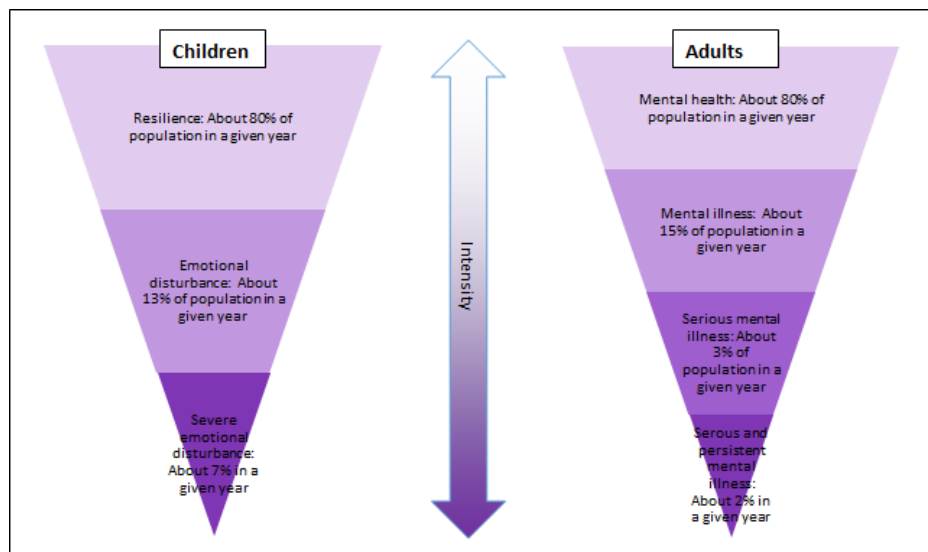 Children
Resilience: About 80% of
population in a given year
Emotional
disturbance: About
13% of population in a
given year
Severe
emotional
disturbance:
About 7% in a
given year
Intensity
Adults
Mental health: About 80% of
population in a given year
Mental illness: About
15% of population in a
given year
Serious mental
illness: About
3% of
population in a
given year
Serous and
persistent
mental
illness:
About 2% in
a given year